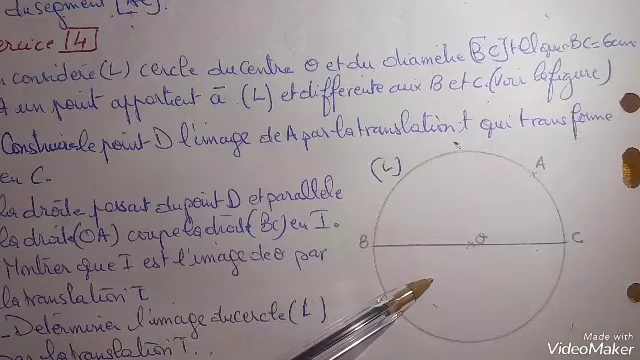 du segment [AC].
ercice 14
n considère (L) cercle du centre O et du diamètre [BC] tel que BC=6cm
A un point appartient à (L) et differente aux B et C. (Voir la figure)
Construire le point D l'image de A par la translation t qui transforme
en C.
la droite passant du point D et parallèle
la droite (OA) coupe la droite (BC) en I.
Montrer que I est l'image de O par
la translation t
- Déterminer l'image du cercle (L)
par la translation T.
(L)
A
B
O
C
Made with
VideoMaker